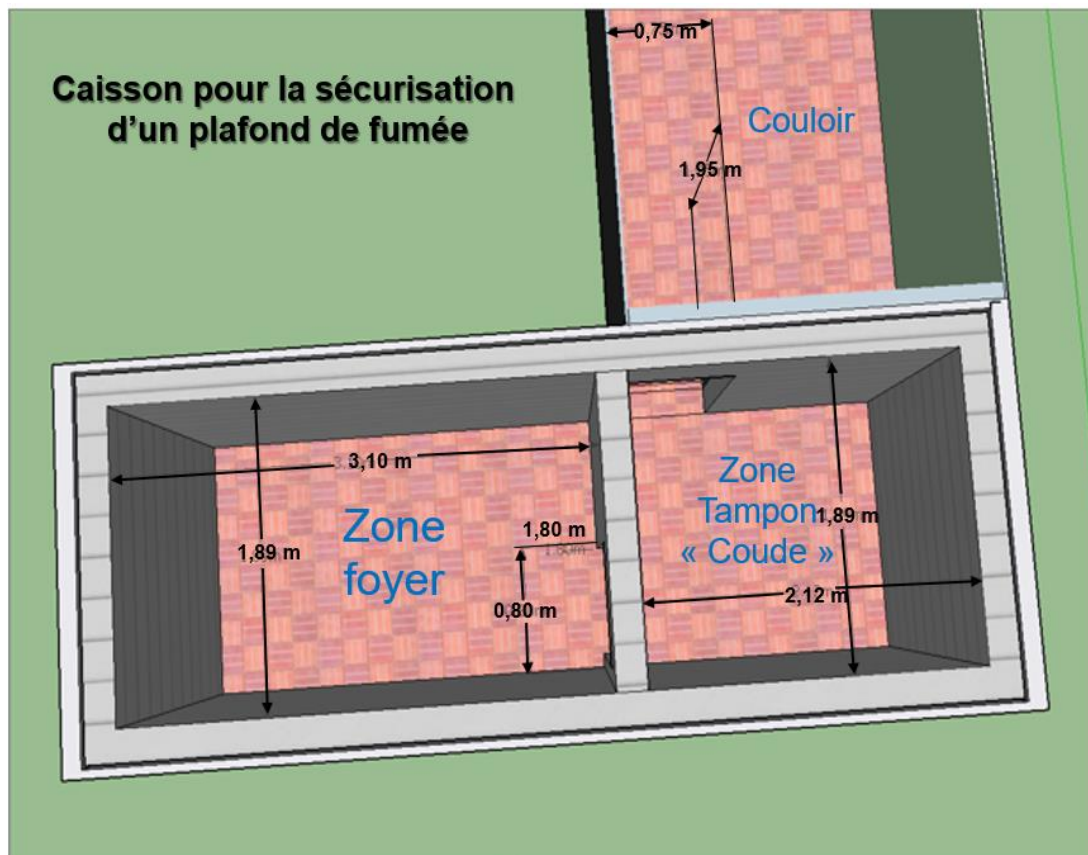 Caisson pour la sécurisation
d'un plafond de fumée
0,75 m
Couloir
1,95 m
3,10 m
1,89 m
Zone
foyer
1,80 m
0,80 m
Zone
Tampon
« Coude »
1,89 m
2,12 m